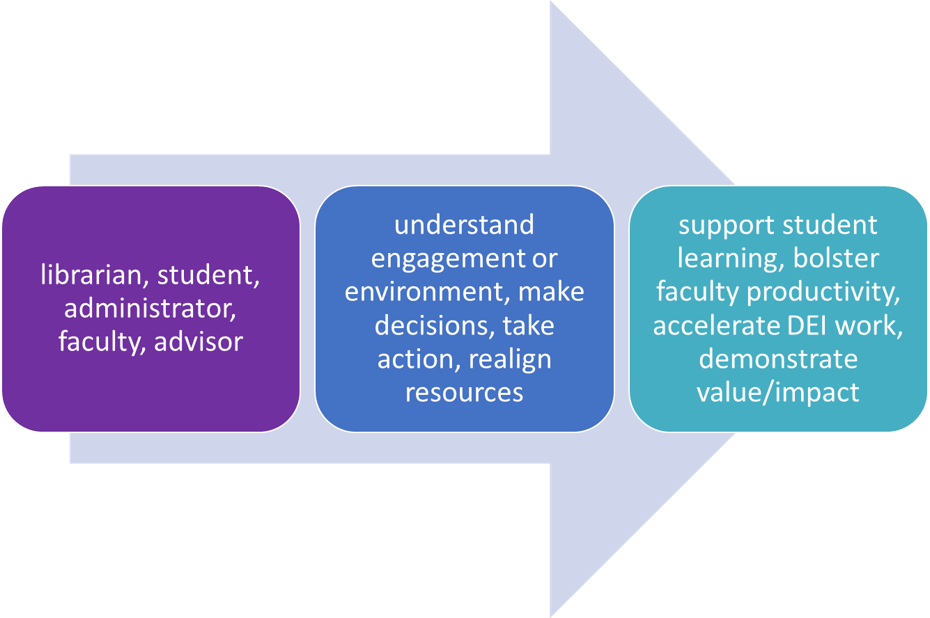 librarian, student,
administrator,
faculty, advisor
understand
engagement or
environment, make
decisions, take
action, realign
resources
support student
learning, bolster
faculty productivity,
accelerate DEI work,
demonstrate
value/impact